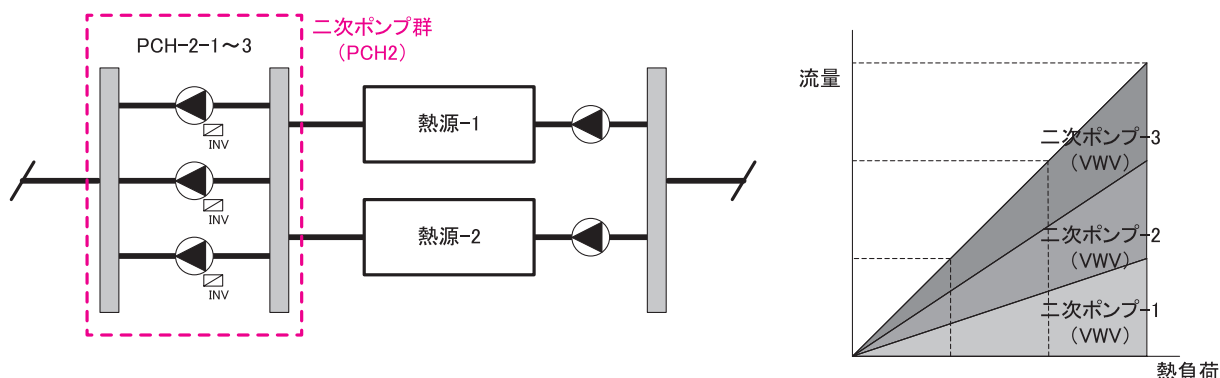 二次ポンプ群
(PCH2)
PCH-2-1～3
INV
INV
INV
熱源-1
熱源-2
流量
二次ポンプ-3
(VWV)
二次ポンプ-2
(VWV)
二次ポンプ-1
(VWV)
熱負荷